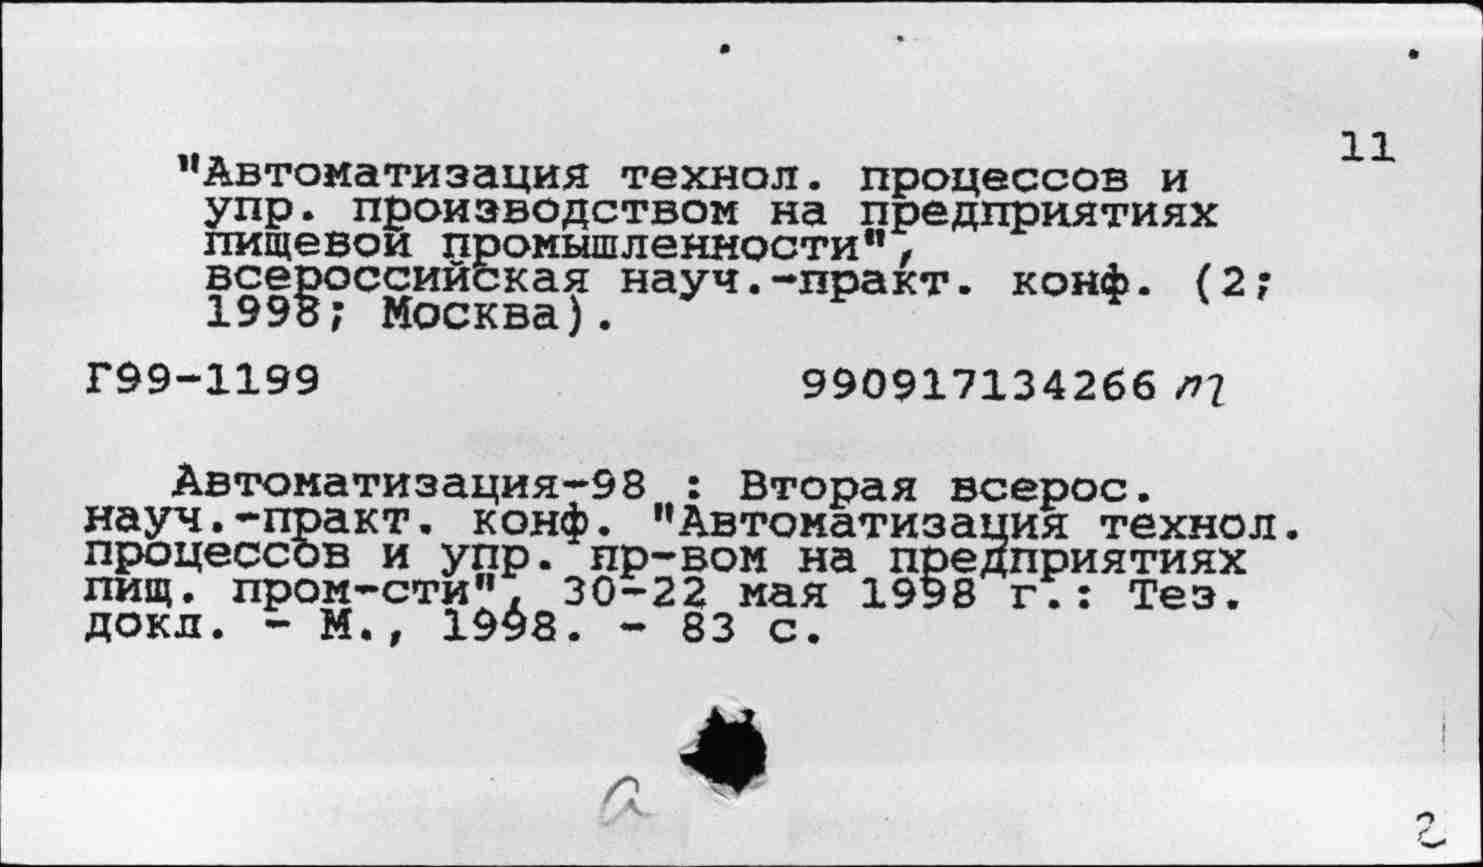 11
"Автоматизация технол. процессов и
упр. производством на предприятиях
пищевой промышленности",
всероссийская науч.-практ. конф. (2;
1998; Москва).
Г99-1199 990917134266
Автоматизация-98 : Вторая всерос.
науч.-практ. конф. "Автоматизация технол.
процессов и упр. пр-вом на предприятиях
пищ. пром-сти", 30-22 мая 1998 г.: Тез.
докл. - М., 1998. - 83 с.